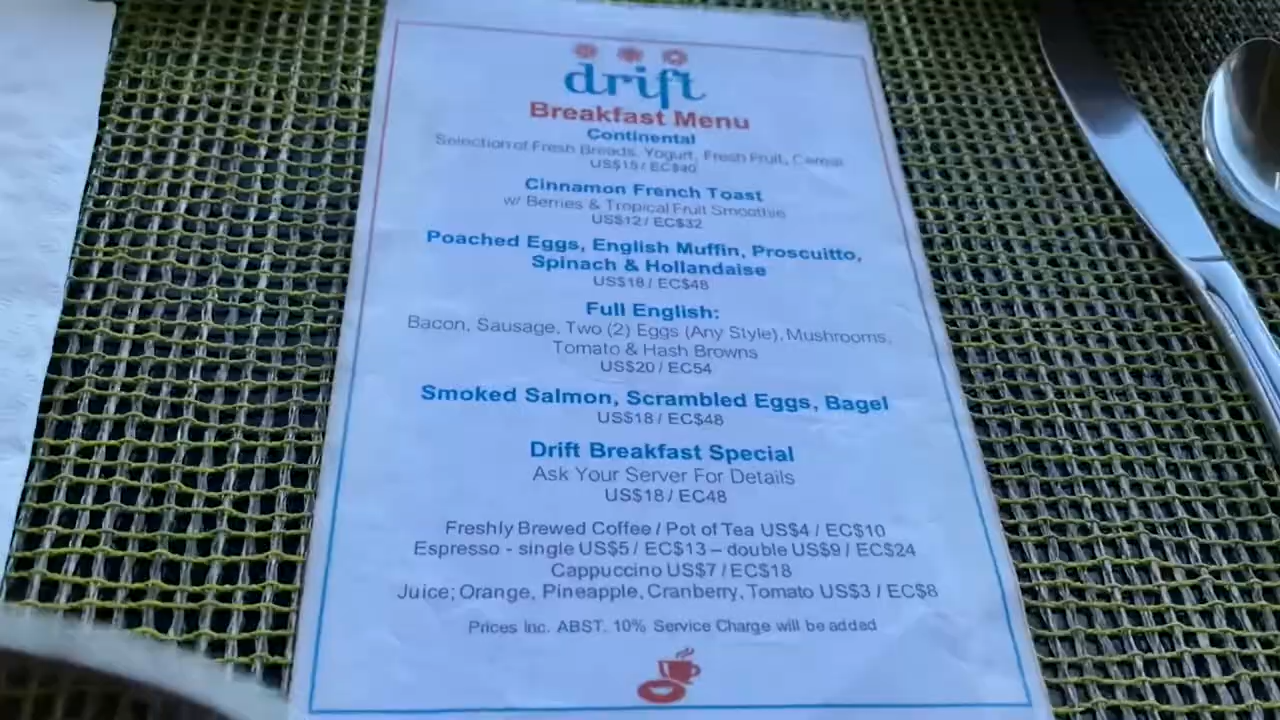 drift
Breakfast Menu
Continental
Selection of Fresh Breads, Yogurt, Fresh Fruit, Cereal
US$15/ EC$40
Cinnamon French Toast
w/ Berries & Tropical Fruit Smoothie
US$12/ EC$32
Poached Eggs, English Muffin, Proscuitto,
Spinach & Hollandaise
US$18/ EC$48
Full English:
Bacon, Sausage, Two (2) Eggs (Any Style), Mushrooms,
Tomato & Hash Browns
US$20/ EC54
Smoked Salmon, Scrambled Eggs, Bagel
US$18/ EC$48
Drift Breakfast Special
Ask Your Server For Details
US$18/ EC48
Freshly Brewed Coffee / Pot of Tea US$4 / EC$10
Espresso - single US$5/ EC$13 – double US$9/ EC$24
Cappuccino US$7 / EC$18
Juice; Orange, Pineapple, Cranberry, Tomato US$3 / EC$8
Prices inc. ABST. 10% Service Charge will be added